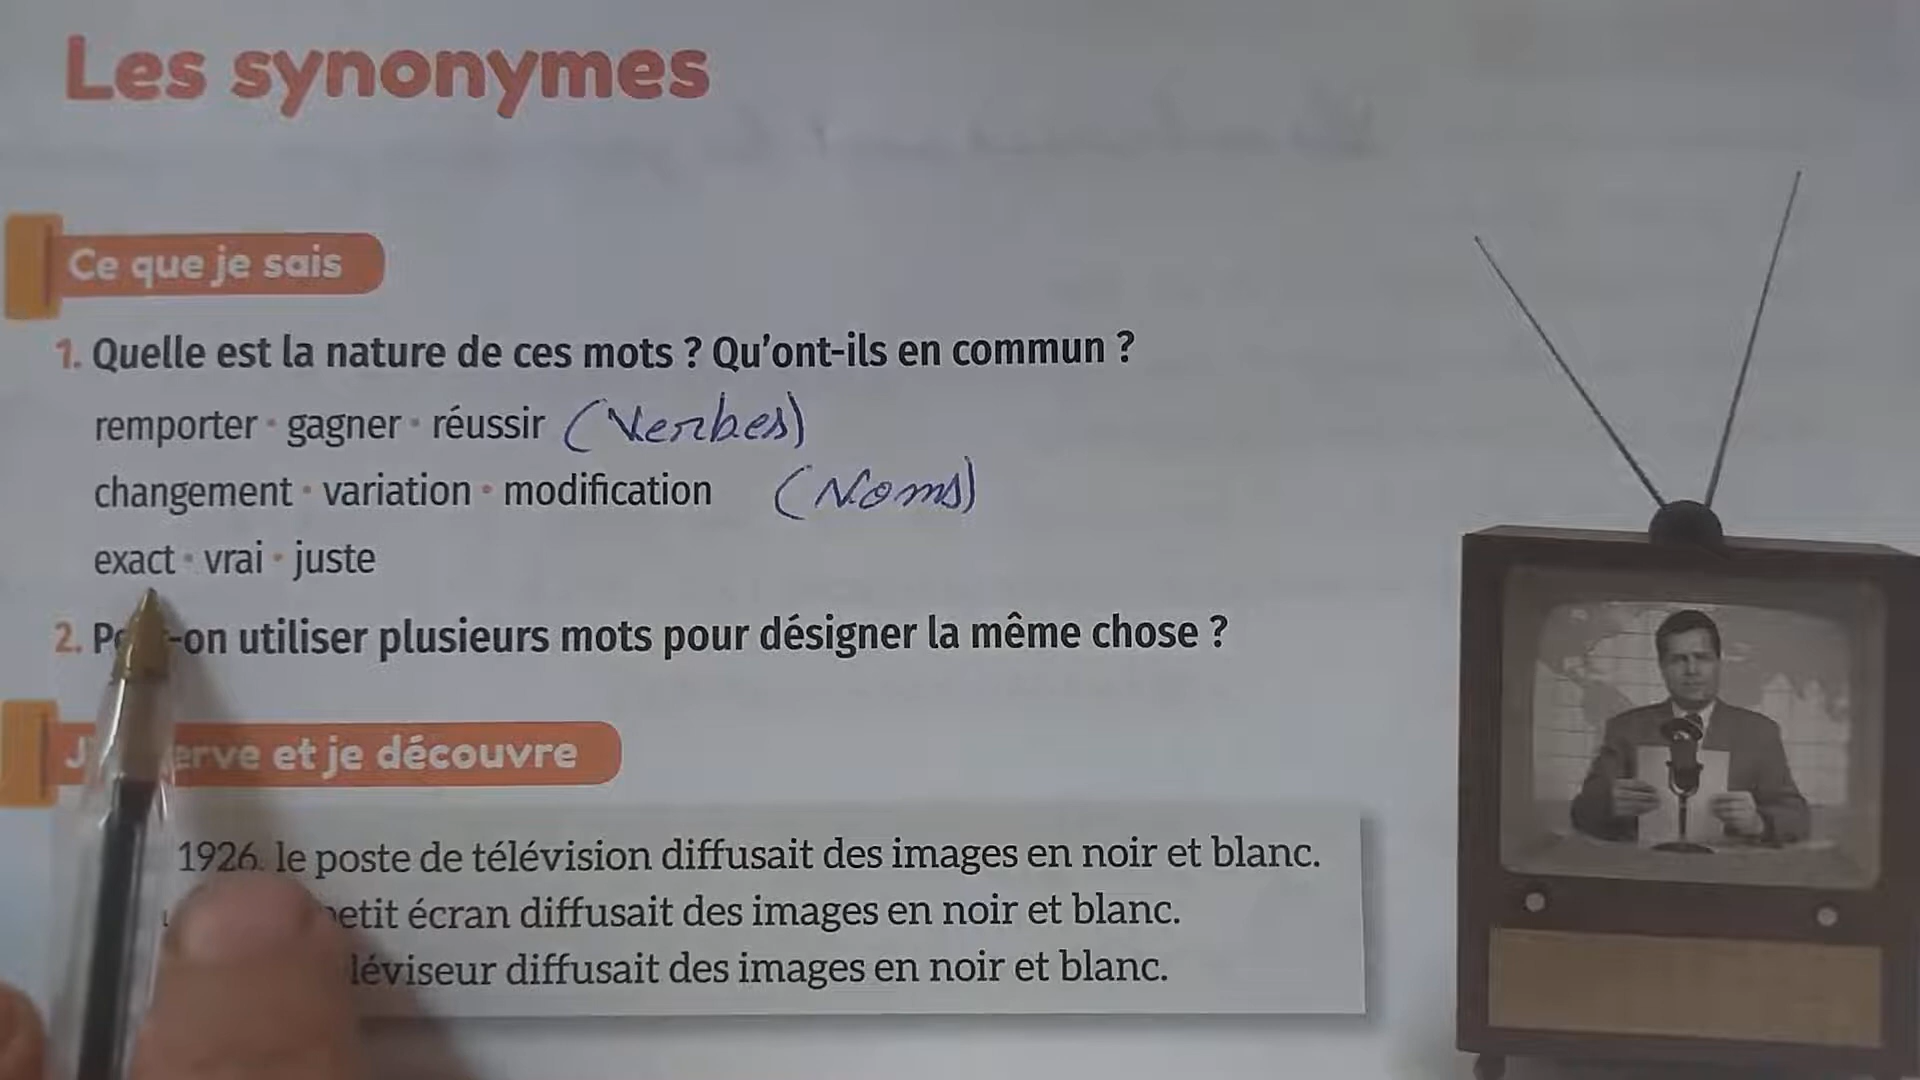 Les synonymes
Ce que je sais
1. Quelle est la nature de ces mots ? Qu'ont-ils en commun ?
remporter · gagner · réussir (Verbes)
changement · variation · modification (Noms)
exact · vrai · juste
2. utiliser plusieurs mots pour désigner la même chose ?
et je découvre
1926, le poste de télévision diffusait des images en noir et blanc.
écran diffusait des images en noir et blanc.
diffusait des images en noir et blanc.